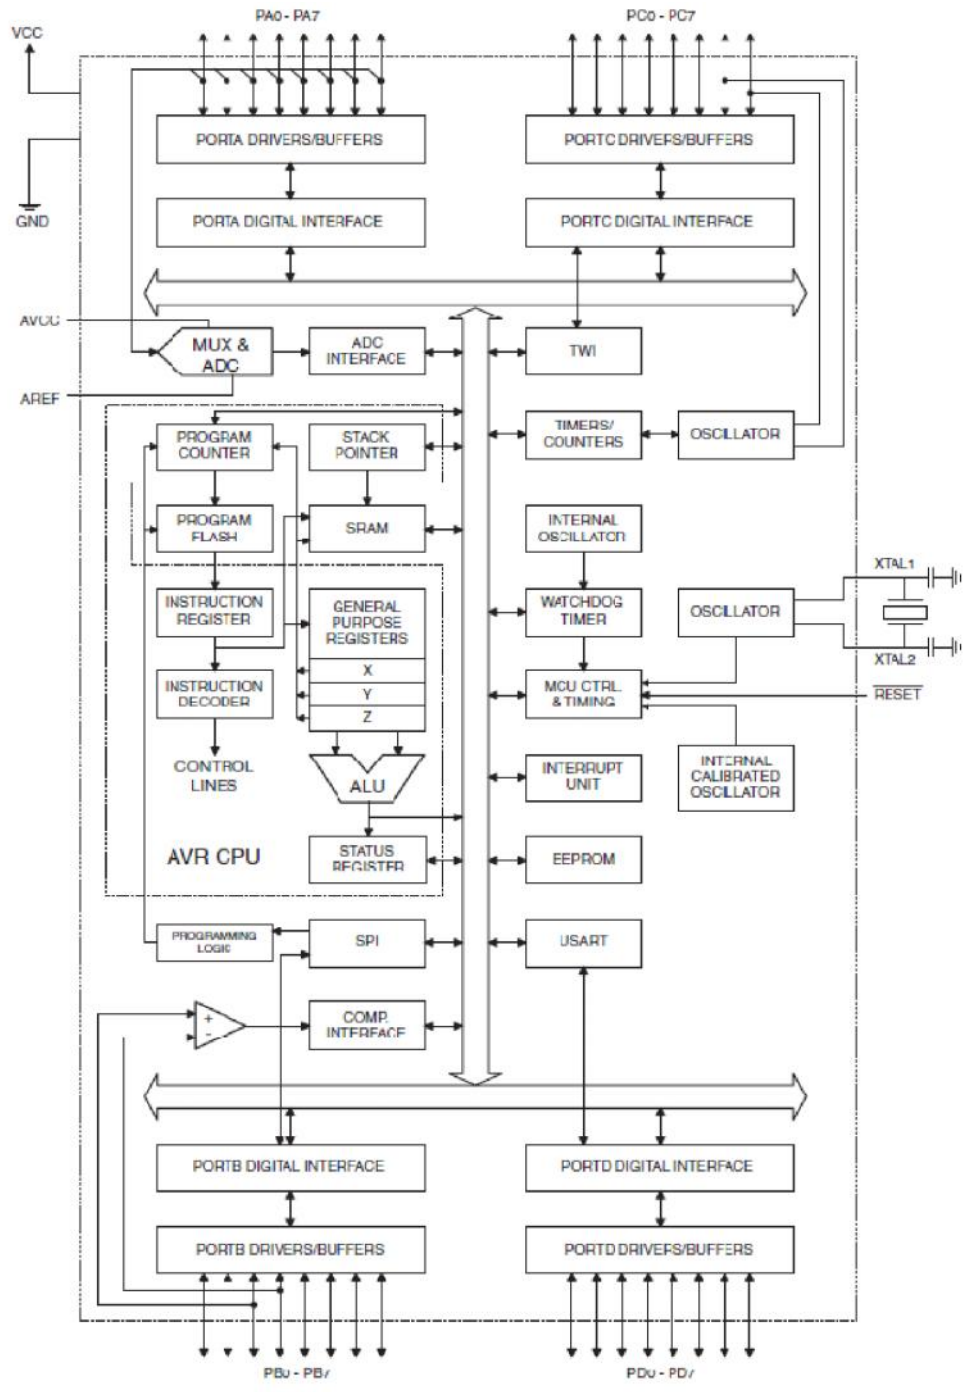 PA0 - PA7
PC0 - PC7
VCC
PORTA DRIVERS/BUFFERS
PORTC DRIVERS/BUFFERS
GND
PORTA DIGITAL INTERFACE
PORTC DIGITAL INTERFACE
AVCC
MUX &
ADC
ADC
INTERFACE
TWI
AREF
PROGRAM
COUNTER
STACK
POINTER
TIMERS/
COUNTERS
OSCILLATOR
PROGRAM
FLASH
SRAM
INTERNAL
OSCILLATOR
XTAL1
INSTRUCTION
REGISTER
GENERAL
PURPOSE
REGISTERS
WATCHDOG
TIMER
OSCILLATOR
XTAL2
X
INSTRUCTION
DECODER
Y
Z
MCU CTRL.
& TIMING
RESET
CONTROL
LINES
ALU
INTERRUPT
UNIT
INTERNAL
CALIBRATED
OSCILLATOR
AVR CPU
STATUS
REGISTER
EEPROM
PROGRAMMING
LOGIC
SPI
USART
+
-
COMP.
INTERFACE
PORTB DIGITAL INTERFACE
PORTD DIGITAL INTERFACE
PORTB DRIVERS/BUFFERS
PORTD DRIVERS/BUFFERS
PB0 - PB7
PD0 - PD7